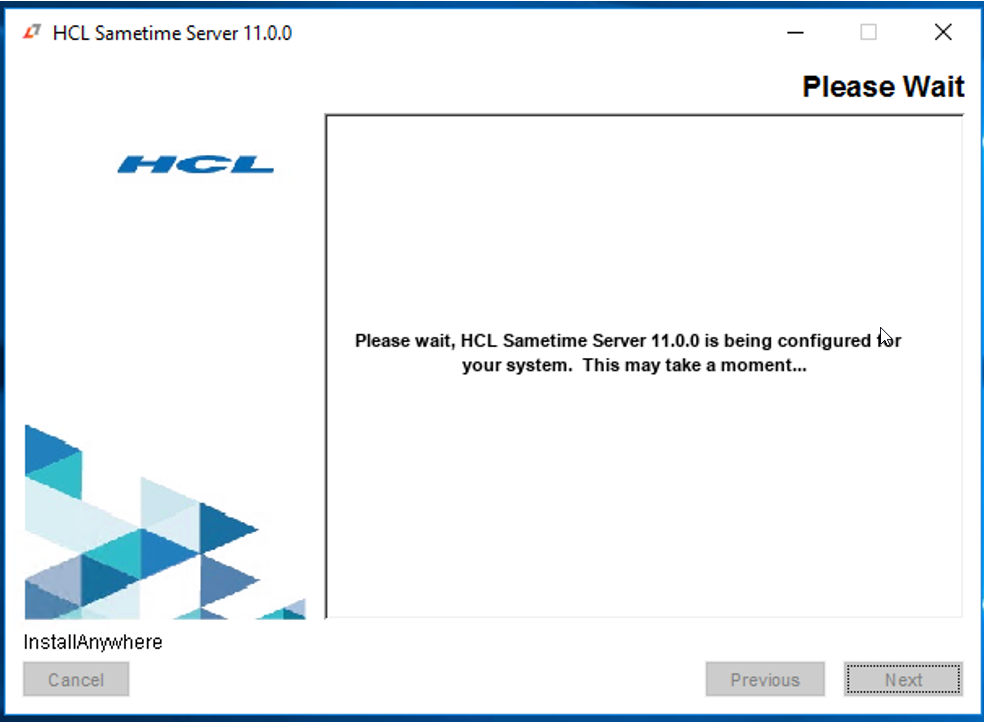 HCL Sametime Server 11.0.0
Please Wait
HCL
Please wait, HCL Sametime Server 11.0.0 is being configured for
your system.  This may take a moment...
InstallAnywhere
Cancel
Previous
Next